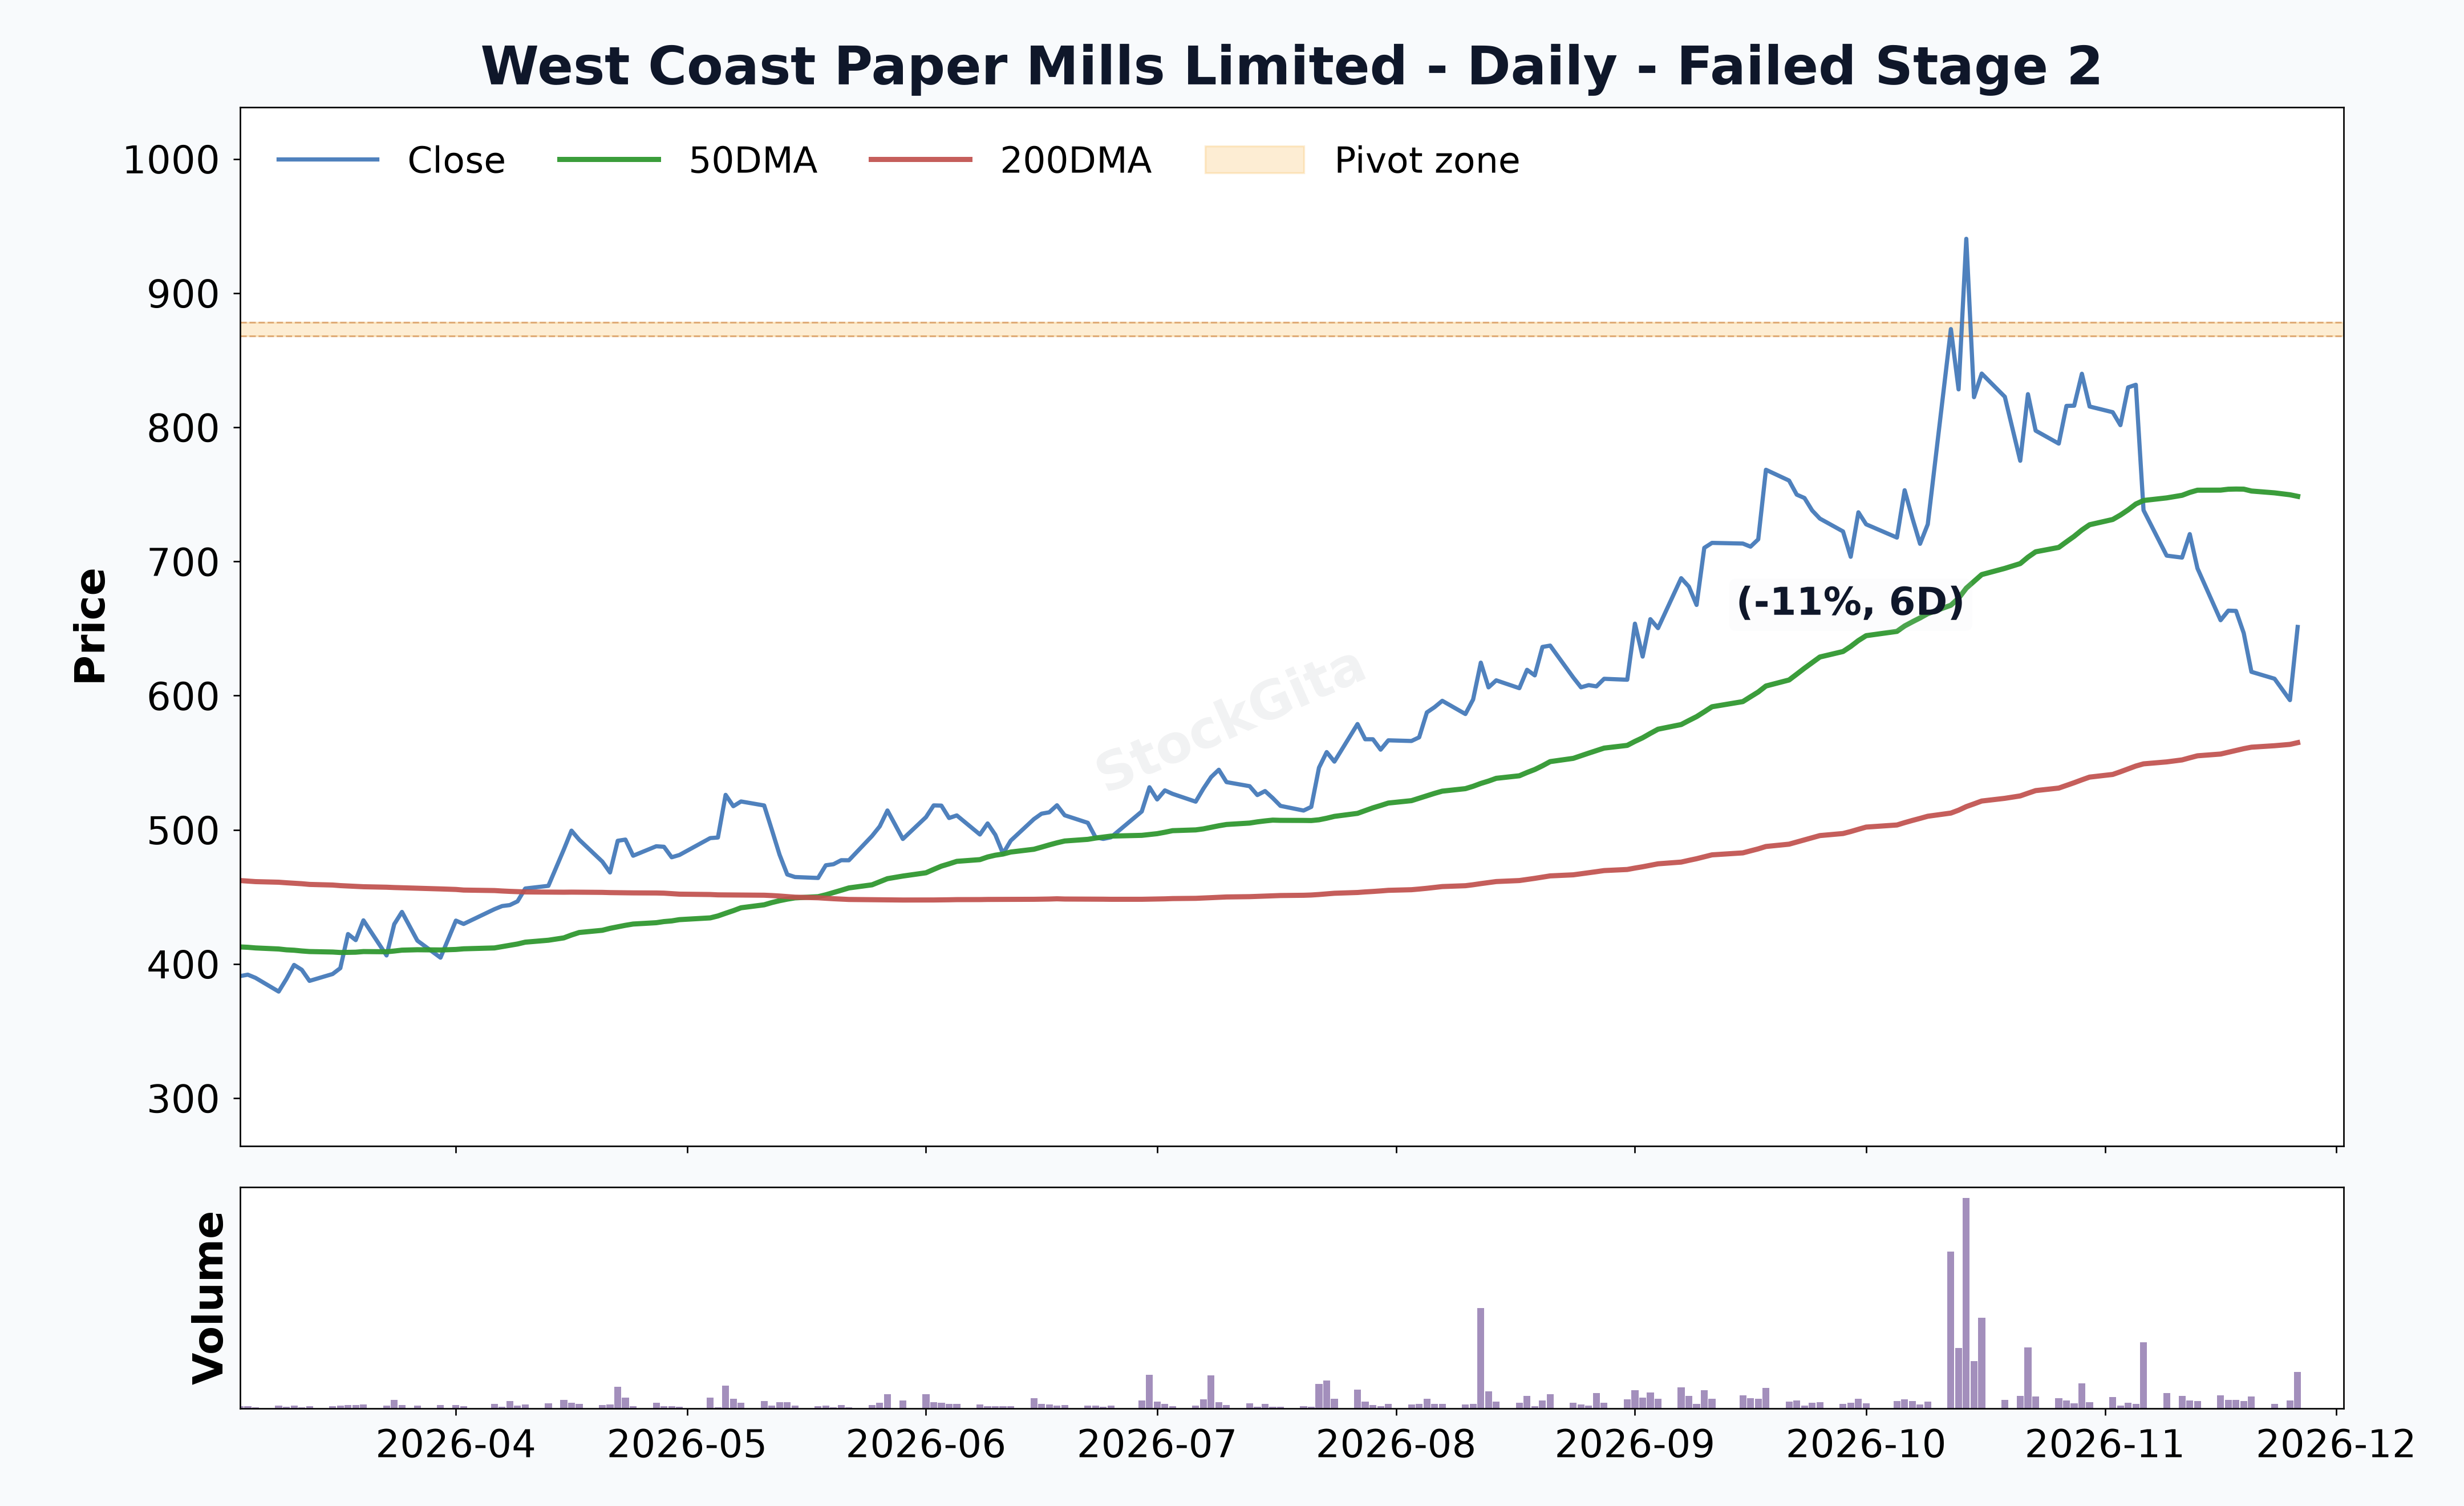 West Coast Paper Mills Limited - Daily - Failed Stage 2
Close 50DMA 200DMA Pivot zone
Price
1000
900
800
700
600
500
400
300
(-11%, 6D)
StockGita
Volume
2026-04 2026-05 2026-06 2026-07 2026-08 2026-09 2026-10 2026-11 2026-12